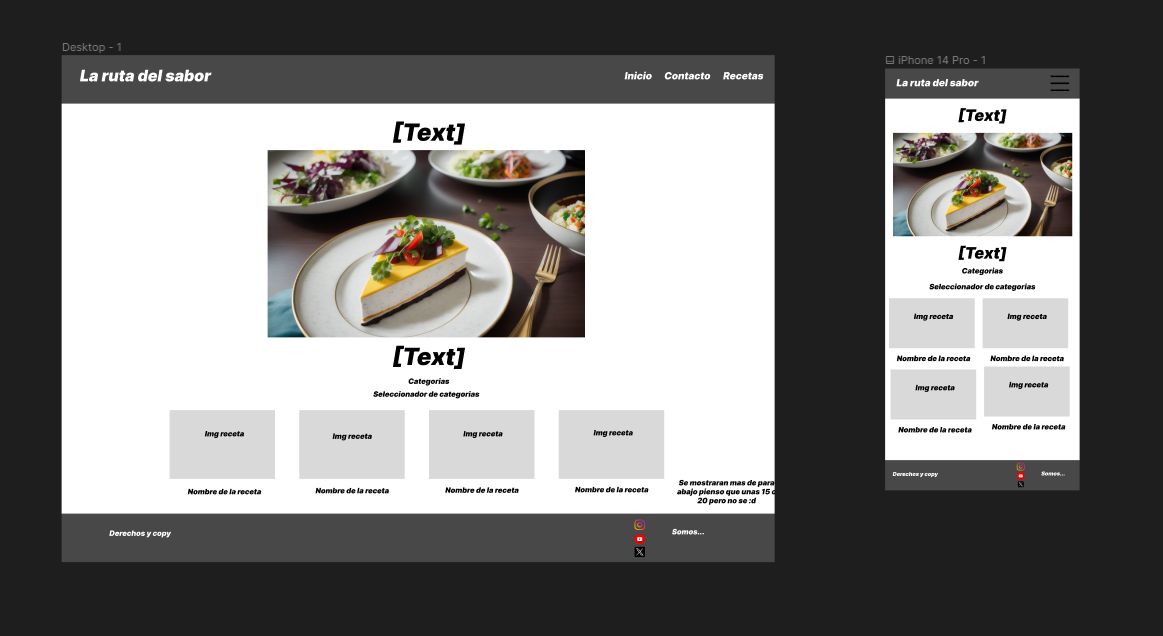 Desktop - 1
La ruta del sabor
Inicio Contacto Recetas
[Text]
[Text]
Categorias
Seleccionador de categorias
Img receta
Img receta
Img receta
Img receta
Nombre de la receta
Nombre de la receta
Nombre de la receta
Nombre de la receta
Se mostraran mas de para
abajo pienso que unas 15
20 pero no se :d
Derechos y copy
Somos...
iPhone 14 Pro - 1
La ruta del sabor
[Text]
[Text]
Categorias
Seleccionador de categorias
Img receta
Img receta
Nombre de la receta
Nombre de la receta
Img receta
Img receta
Nombre de la receta
Nombre de la receta
Derechos y copy
Somos...